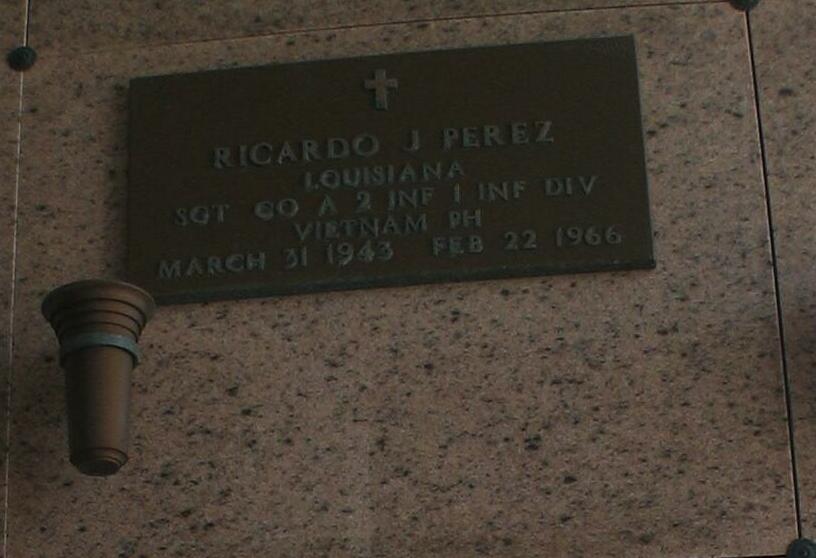 RICARDO J PEREZ
LOUISIANA
SGT CO A 2 INF 1 INF DIV
VIETNAM PH
MARCH 31 1943 FEB 22 1966